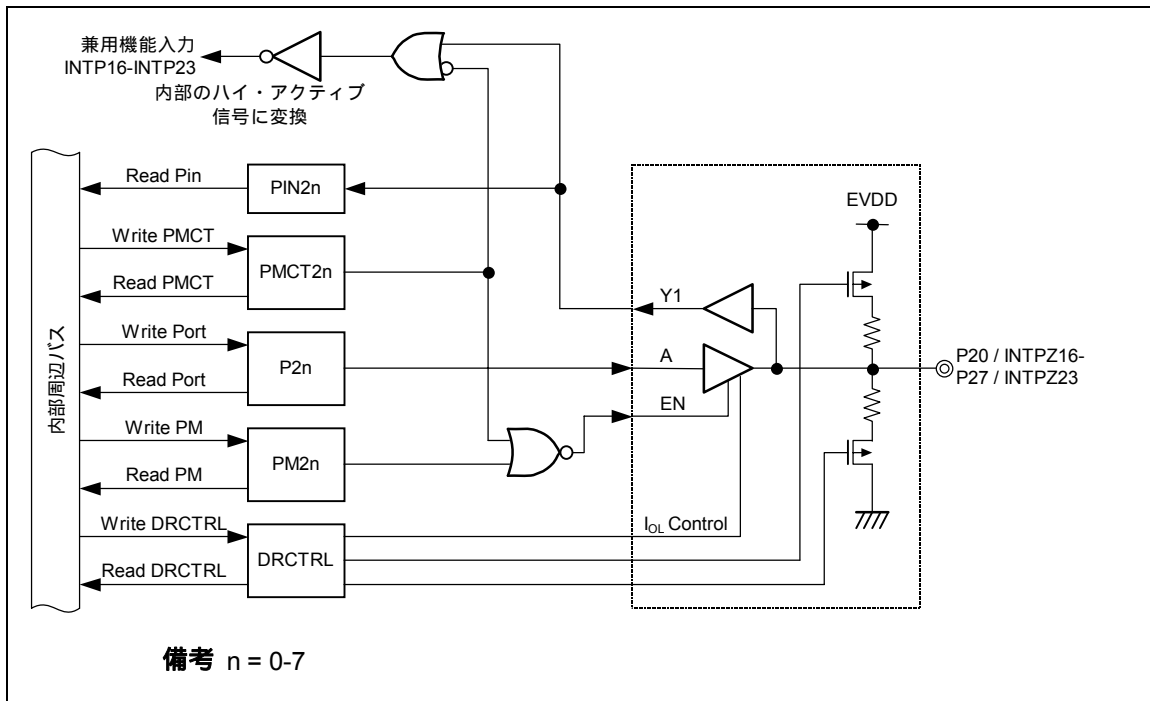 兼用機能入力
INTP16-INTP23
内部のハイ・アクティブ
信号に変換
内部周辺バス
Read Pin
PIN2n
Write PMCT
Read PMCT
PMCT2n
Write Port
Read Port
P2n
Write PM
Read PM
PM2n
Write DRCTRL
Read DRCTRL
DRCTRL
EVDD
Y1
A
EN
IOL Control
P20 / INTPZ16-
P27 / INTPZ23
備考 n = 0-7